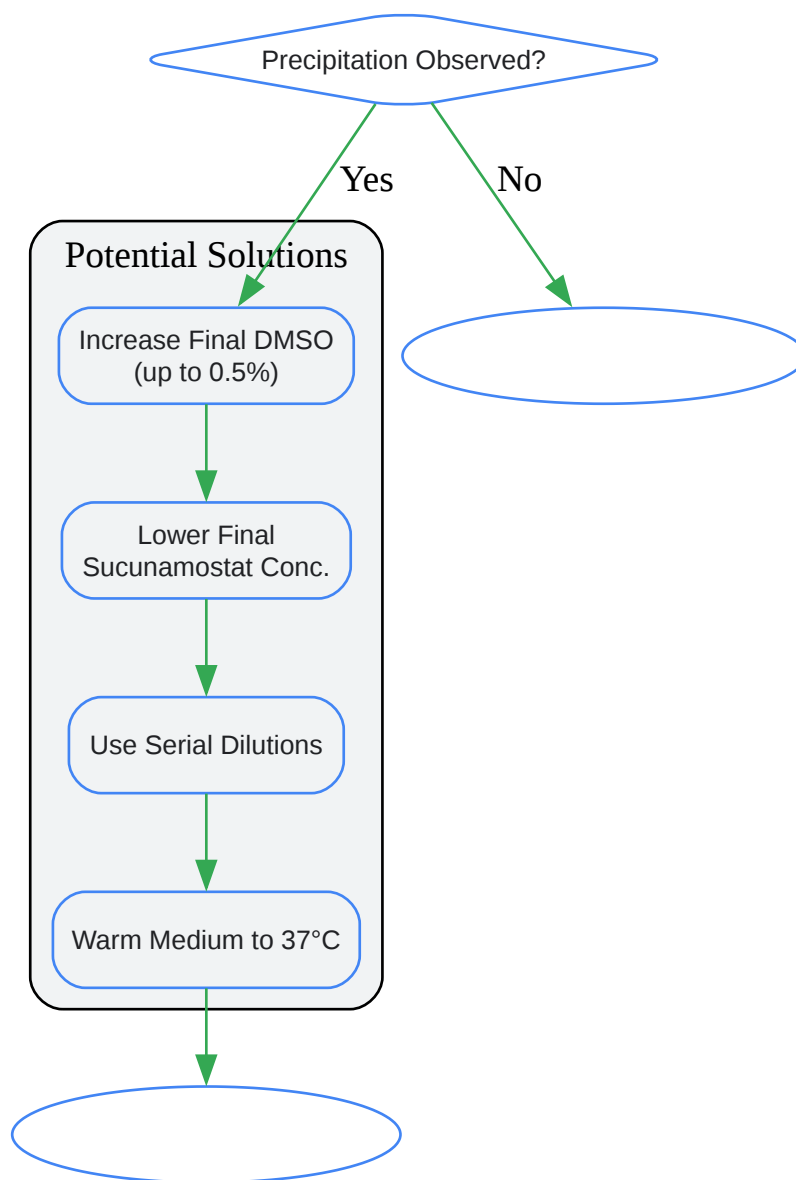 Precipitation Observed?
Yes
No
Potential Solutions
Increase Final DMSO
(up to 0.5%)
Lower Final
Sucunamostat Conc.
Use Serial Dilutions
Warm Medium to 37°C